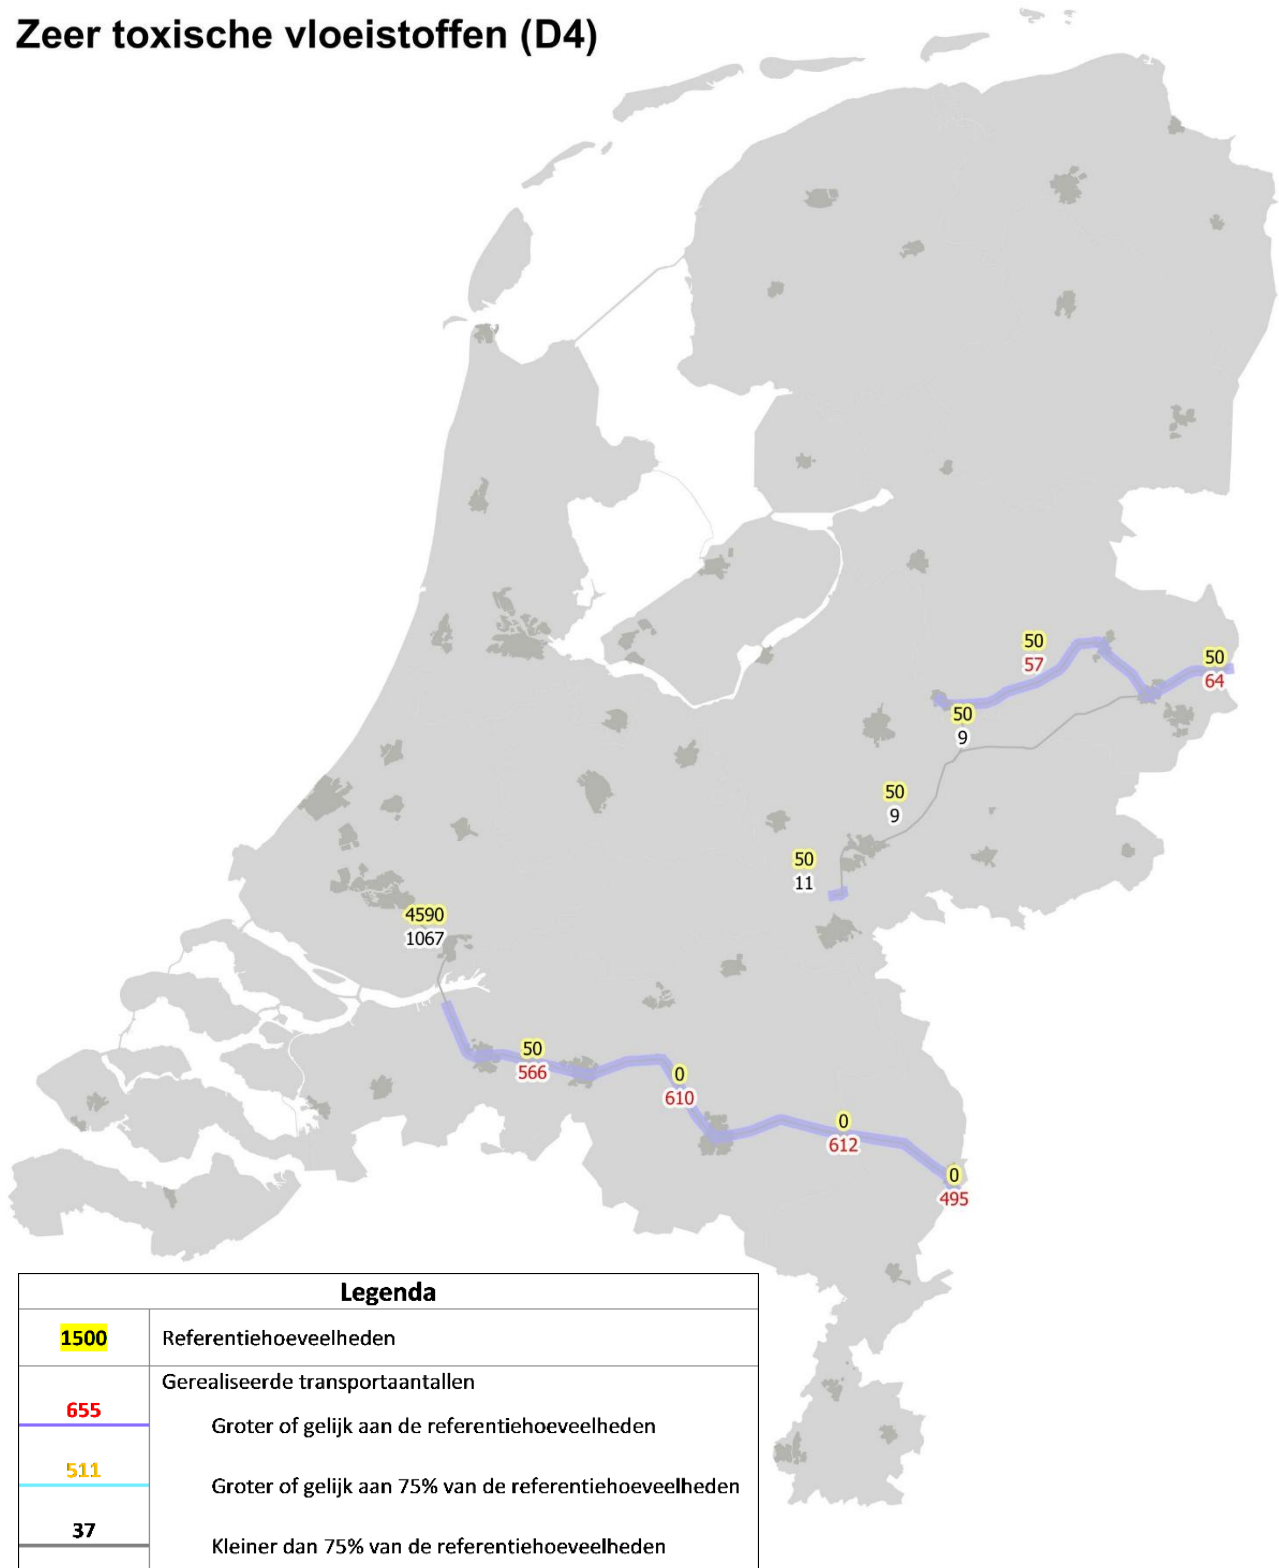 Zeer toxische vloeistoffen (D4)
50
57
50
64
50
9
50
9
50
11
4590
1067
50
566
0
610
0
612
0
495
Legenda
1500 Referentiehoeveelheden
Gerealiseerde transportaantallen
655 Groter of gelijk aan de referentiehoeveelheden
511 Groter of gelijk aan 75% van de referentiehoeveelheden
37 Kleiner dan 75% van de referentiehoeveelheden